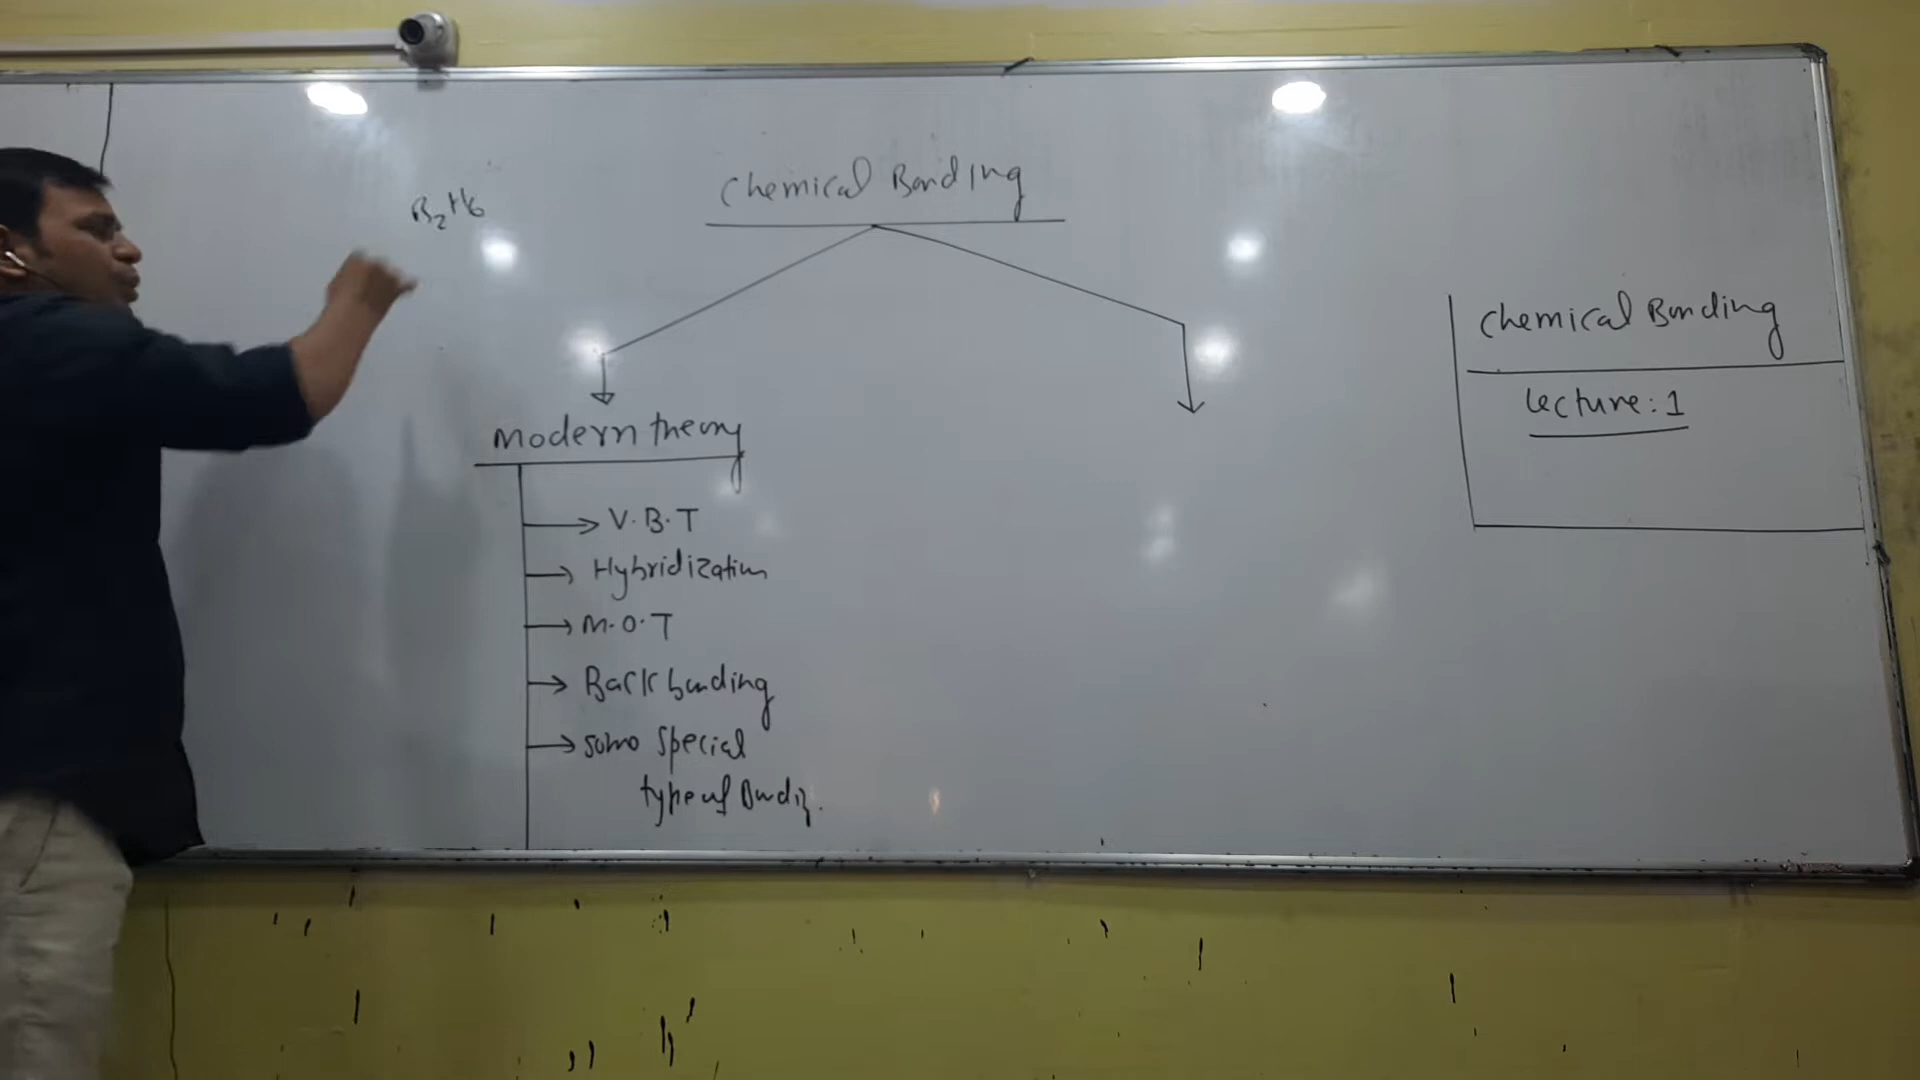 Chemical Bonding
B2H6
Modern theory
V.B.T
Hybridization
M.O.T
Back bonding
some special
type of Bonding.
Chemical Bonding
Lecture: 1